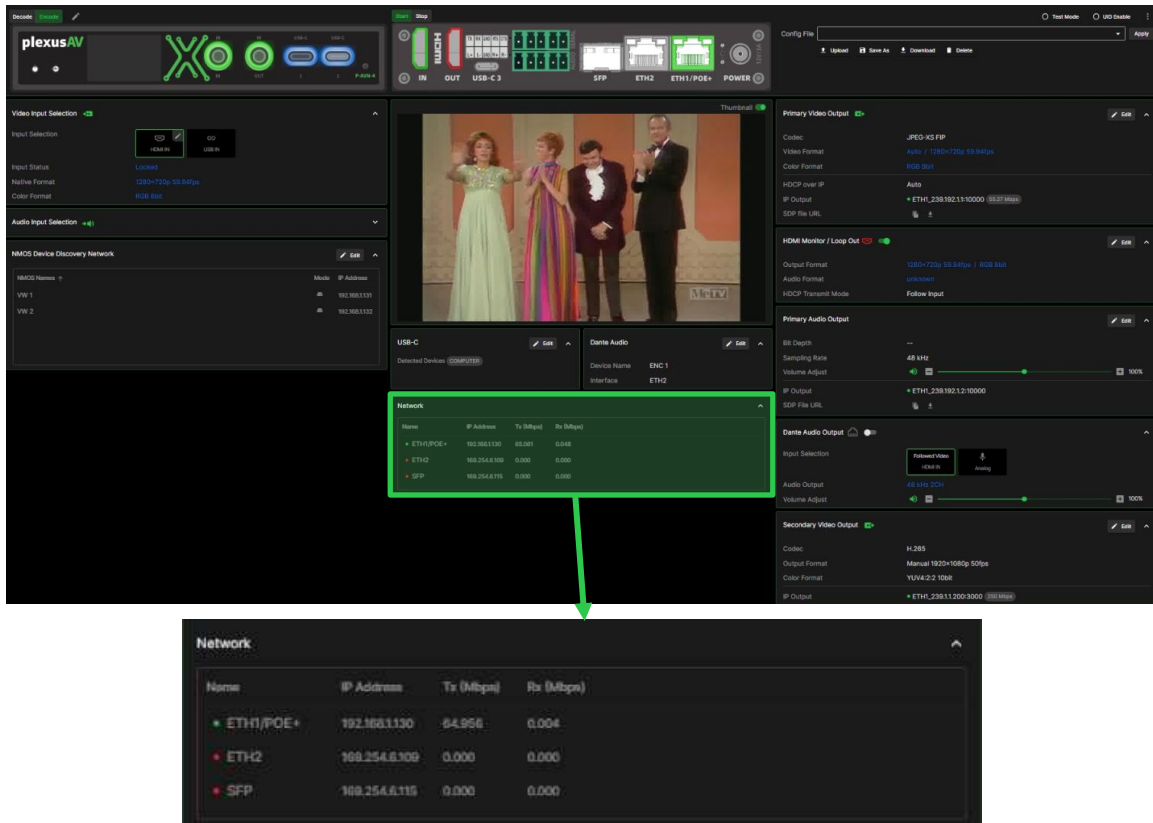 Decode Encode
Start Stop
Test Mode UID Enable
plexusAV
IN IN USB-C USB-C
IN OUT 1 2 P-AVN-4
HDMI
IN OUT USB-C 3 SFP ETH2 ETH1/POE+ POWER
Config File Apply
Upload Save As Download Delete
Video Input Selection
Input Selection
HDMI IN USB IN
Input Status Locked
Native Format 1280x720p 59.94fps
Color Format RGB 8bit
Audio Input Selection
NMOS Device Discovery Network Edit
NMOS Names Mode IP Address
VW 1 192.168.1.131
VW 2 192.168.1.132
Thumbnail
MeTV
USB-C Edit
Detected Devices COMPUTER
Dante Audio Edit
Device Name ENC 1
Interface ETH2
Network
Name IP Address Tx (Mbps) Rx (Mbps)
ETH1/POE+ 192.168.1.130 0.048
ETH2 169.254.6.109 0.000 0.000
SFP 169.254.6.115 0.000 0.000
Primary Video Output Edit
Codec JPEG-XS FIP
Video Format Auto / 1280x720p 59.94fps
Color Format RGB 8bit
HDCP over IP Auto
IP Output ETH1_239.192.1.1:10000 Mbps
SDP file URL
HDMI Monitor / Loop Out Edit
Output Format 1280x720p 59.94fps | RGB 8bit
Audio Format unknown
HDCP Transmit Mode Follow Input
Primary Audio Output Edit
Bit Depth --
Sampling Rate 48 kHz
Volume Adjust 100%
IP Output ETH1_239.192.1.2:10000
SDP File URL
Dante Audio Output
Input Selection
Followed Video HDMI IN
Analog
Audio Output 48 kHz 2CH
Volume Adjust 100%
Secondary Video Output Edit
Codec H.265
Output Format Manual 1920x1080p 50fps
Color Format YUV4:2:2 10bit
IP Output ETH1_239.1.1.200:3000 Mbps
Network
Name IP Address Tx (Mbps) Rx (Mbps)
ETH1/POE+ 192.168.1.130 64.956 0.004
ETH2 169.254.6.109 0.000 0.000
SFP 169.254.6.115 0.000 0.000